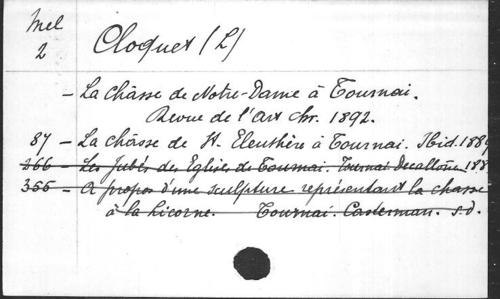 Mel
2
Cloquet (L)
- La châsse de Notre-Dame à Tournai.
Revue de l'art chr. 1892.
87 - La châsse de St. Eleuthère à Tournai. Ibid. 188
266 - Les Jubés des Eglises de Tournai. Tournai Decallonne 188
366 - A propos d'une sculpture représentant la chasse
à la licorne. Tournai. Casterman. s.d.